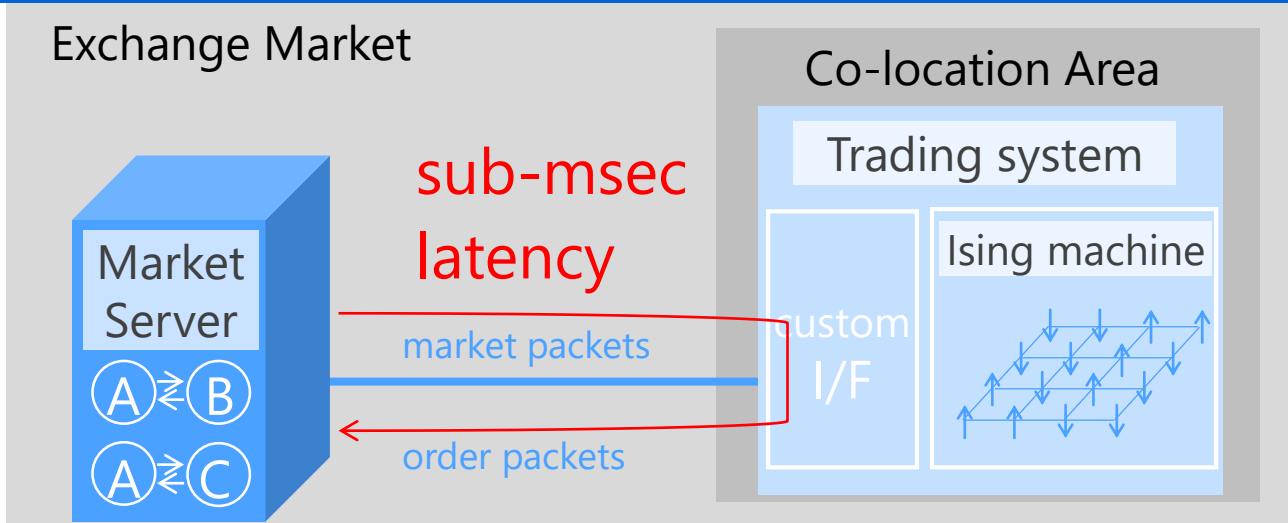 Exchange Market
Co-location Area
Trading system
sub-msec
latency
Ising machine
Market
Server
custom
I/F
market packets
A B
order packets
A C